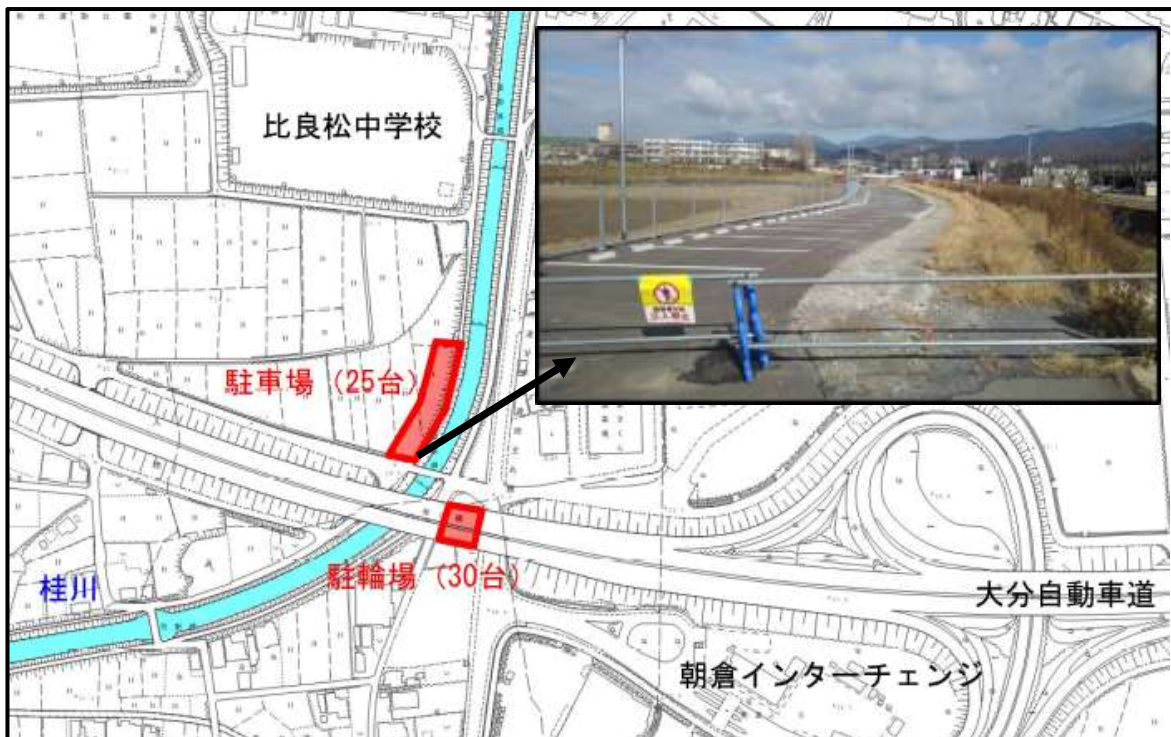 比良松中学校
駐車場（25台）
駐輪場（30台）
桂川
大分自動車道
朝倉インターチェンジ